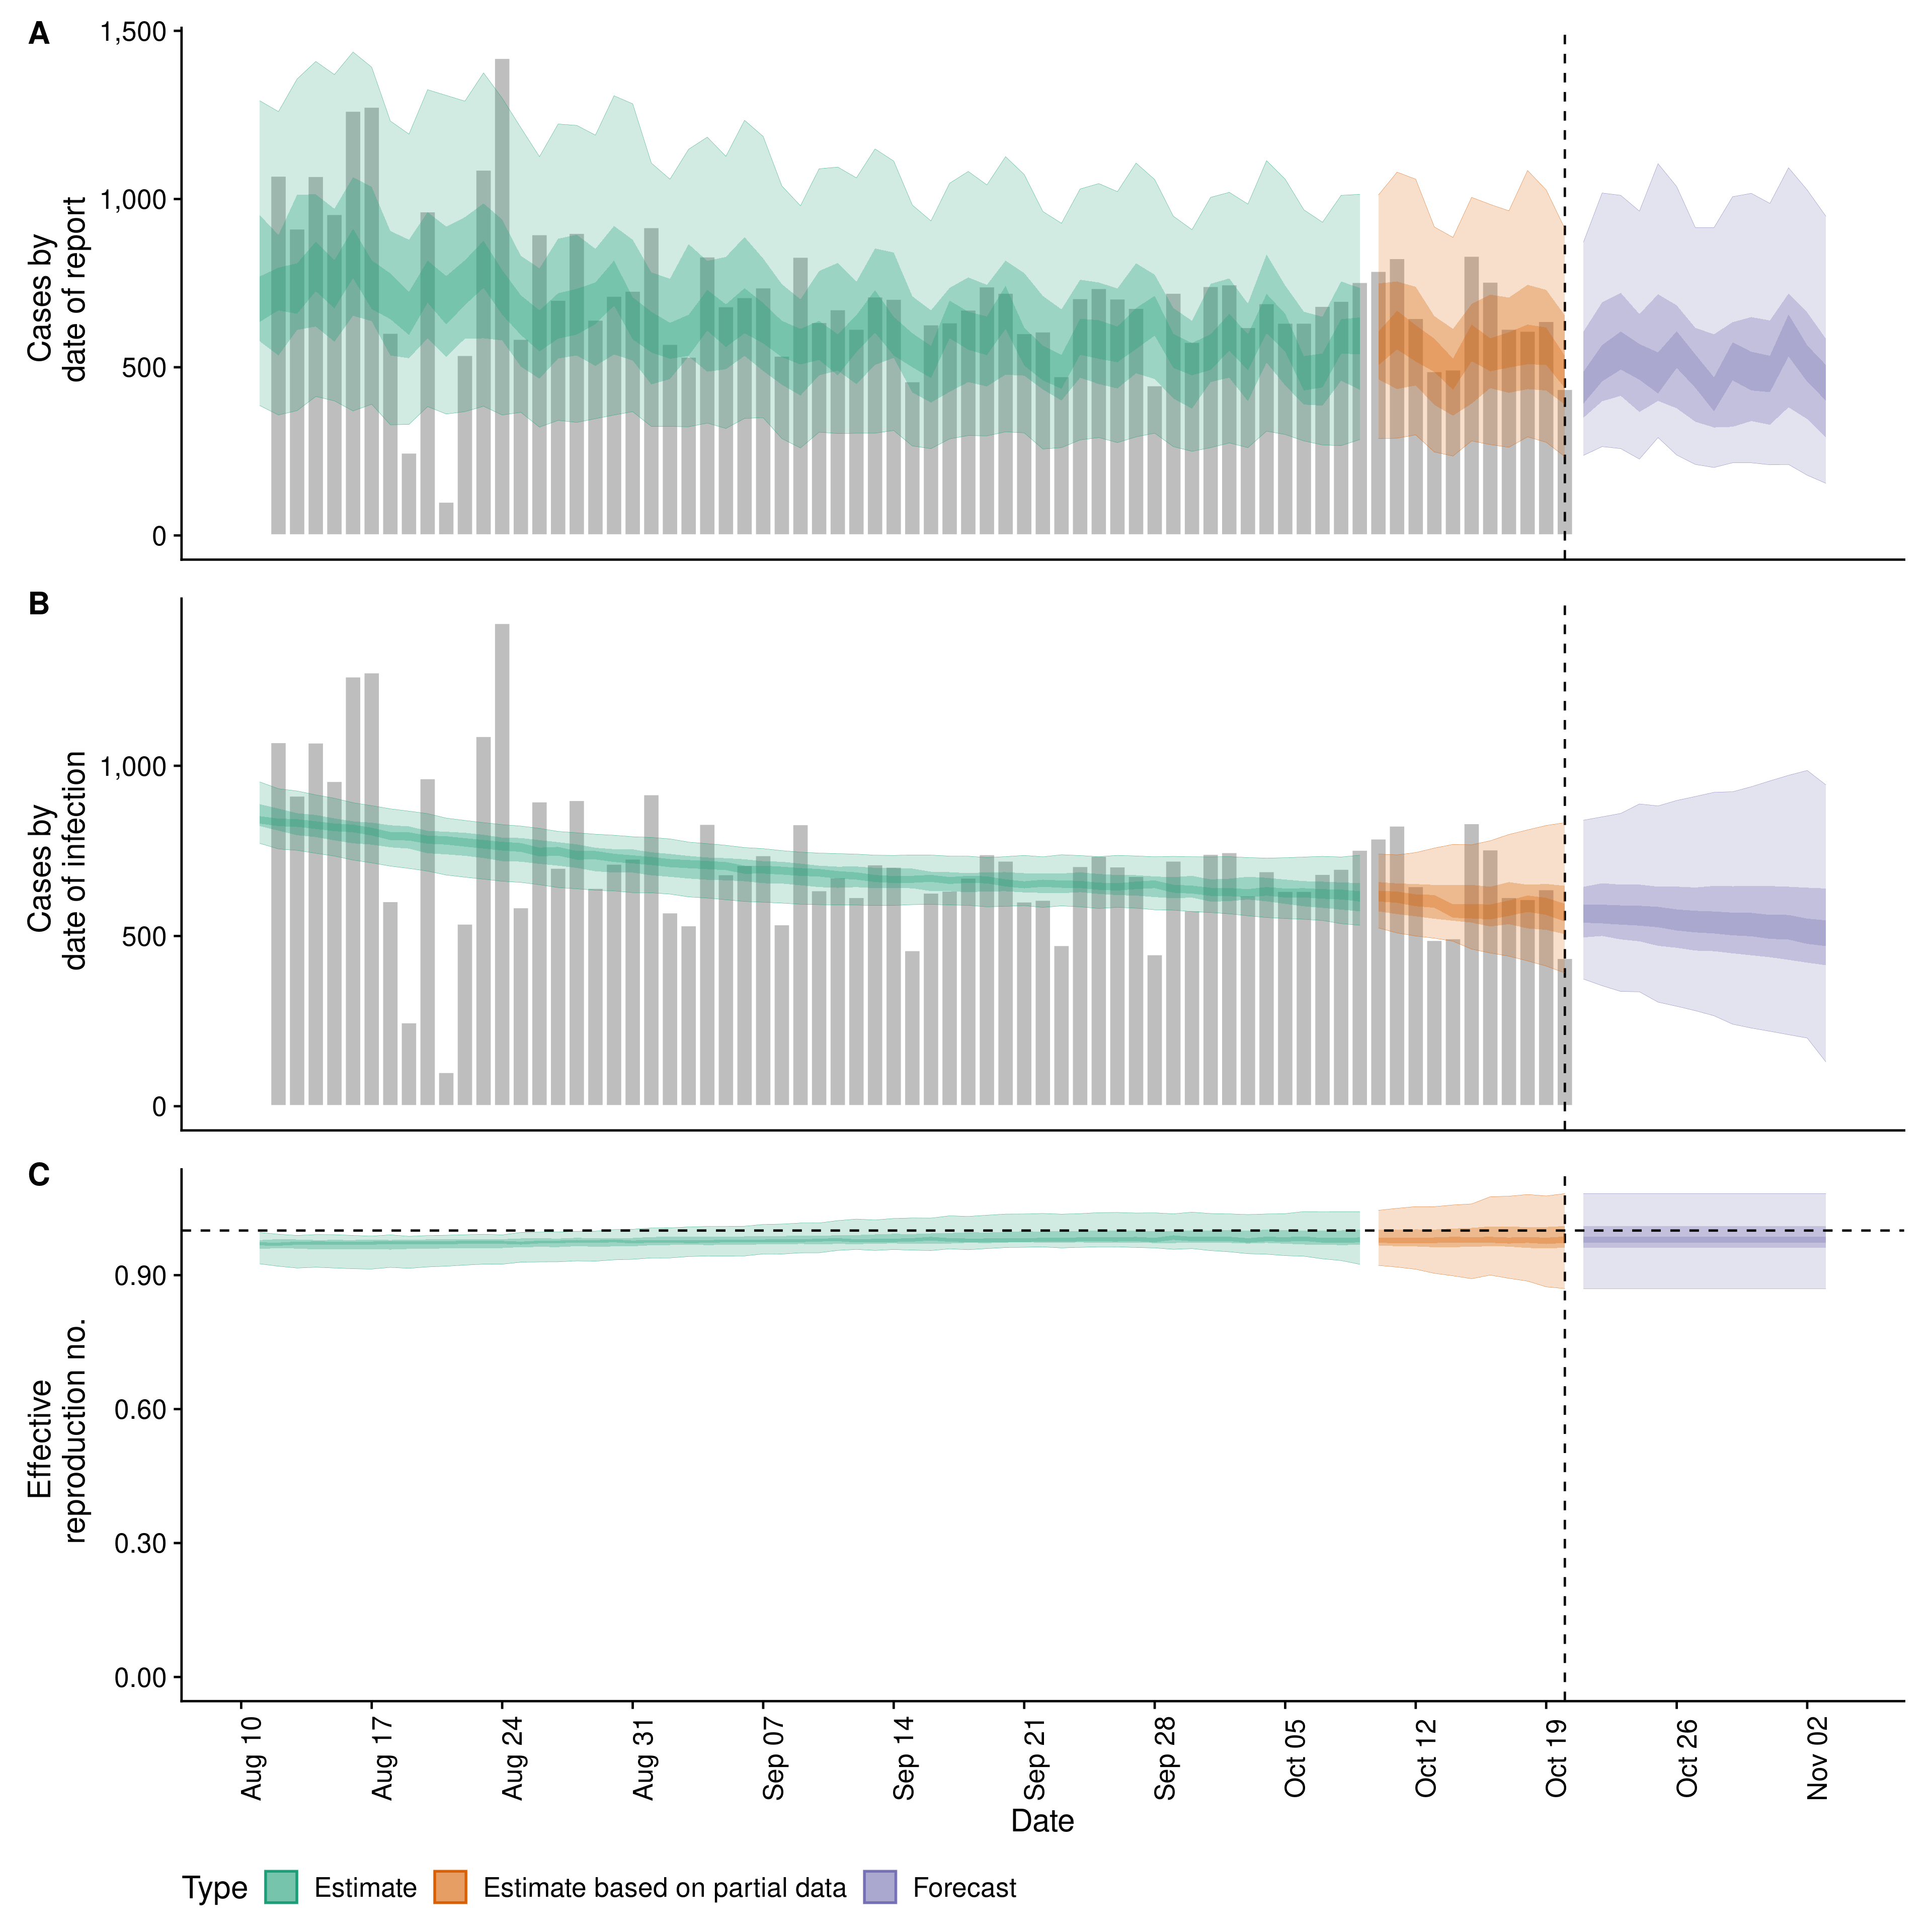 A
Cases by
date of report
1,500
1,000
500
0
B
Cases by
date of infection
1,000
500
0
C
Effective
reproduction no.
0.90
0.60
0.30
0.00
Aug 10
Aug 17
Aug 24
Aug 31
Sep 07
Sep 14
Sep 21
Sep 28
Oct 05
Oct 12
Oct 19
Oct 26
Nov 02
Date
Type Estimate Estimate based on partial data Forecast